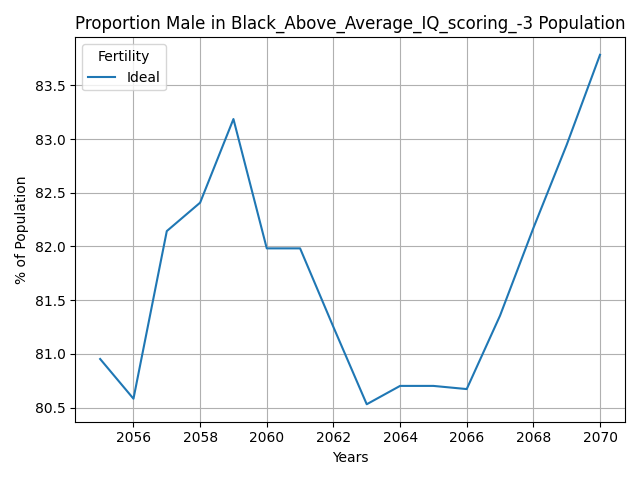 Proportion Male in Black_Above_Average_IQ_scoring_-3 Population
Fertility
Ideal
83.5
83.0
82.5
82.0
81.5
81.0
80.5
% of Population
2056 2058 2060 2062 2064 2066 2068 2070
Years